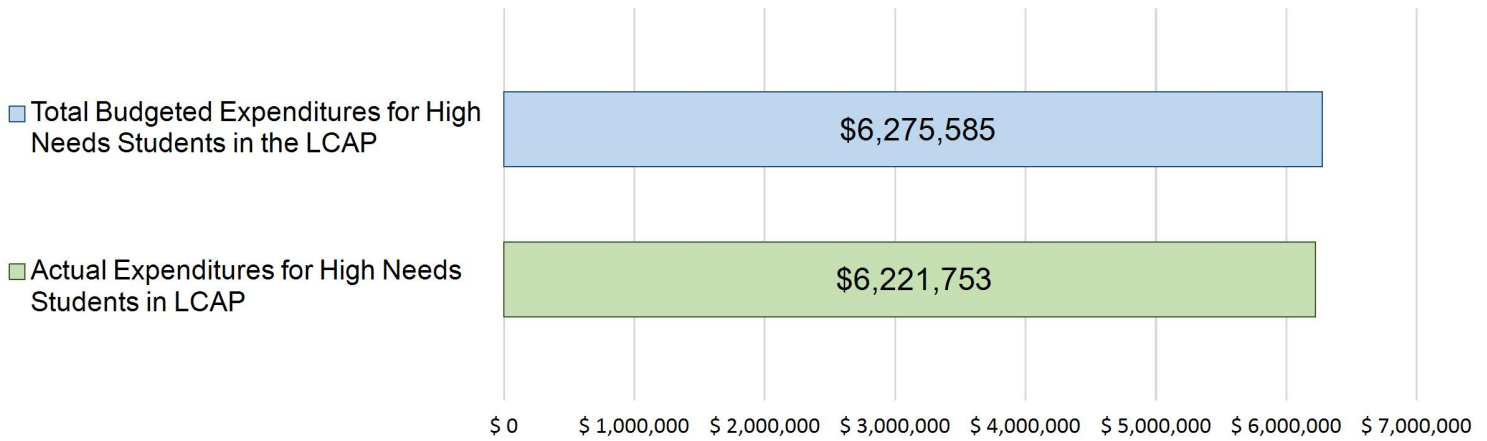 Total Budgeted Expenditures for High
Needs Students in the LCAP
$6,275,585
Actual Expenditures for High Needs
Students in LCAP
$6,221,753
$ 0 $ 1,000,000 $ 2,000,000 $ 3,000,000 $ 4,000,000 $ 5,000,000 $ 6,000,000 $ 7,000,000